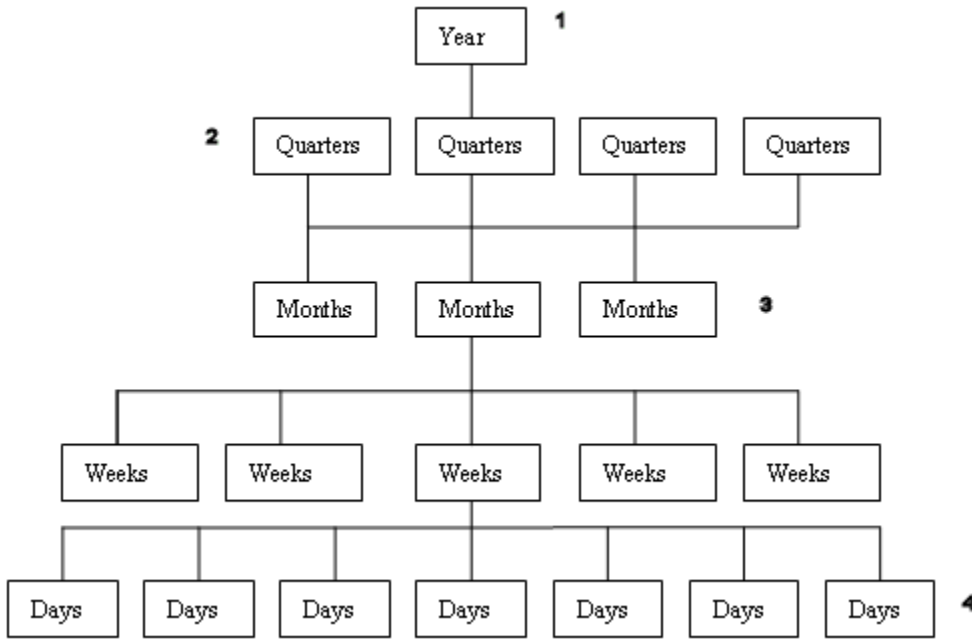 Year 1
2 Quarters Quarters Quarters Quarters
Months Months Months 3
Weeks Weeks Weeks Weeks Weeks
Days Days Days Days Days Days Days 4